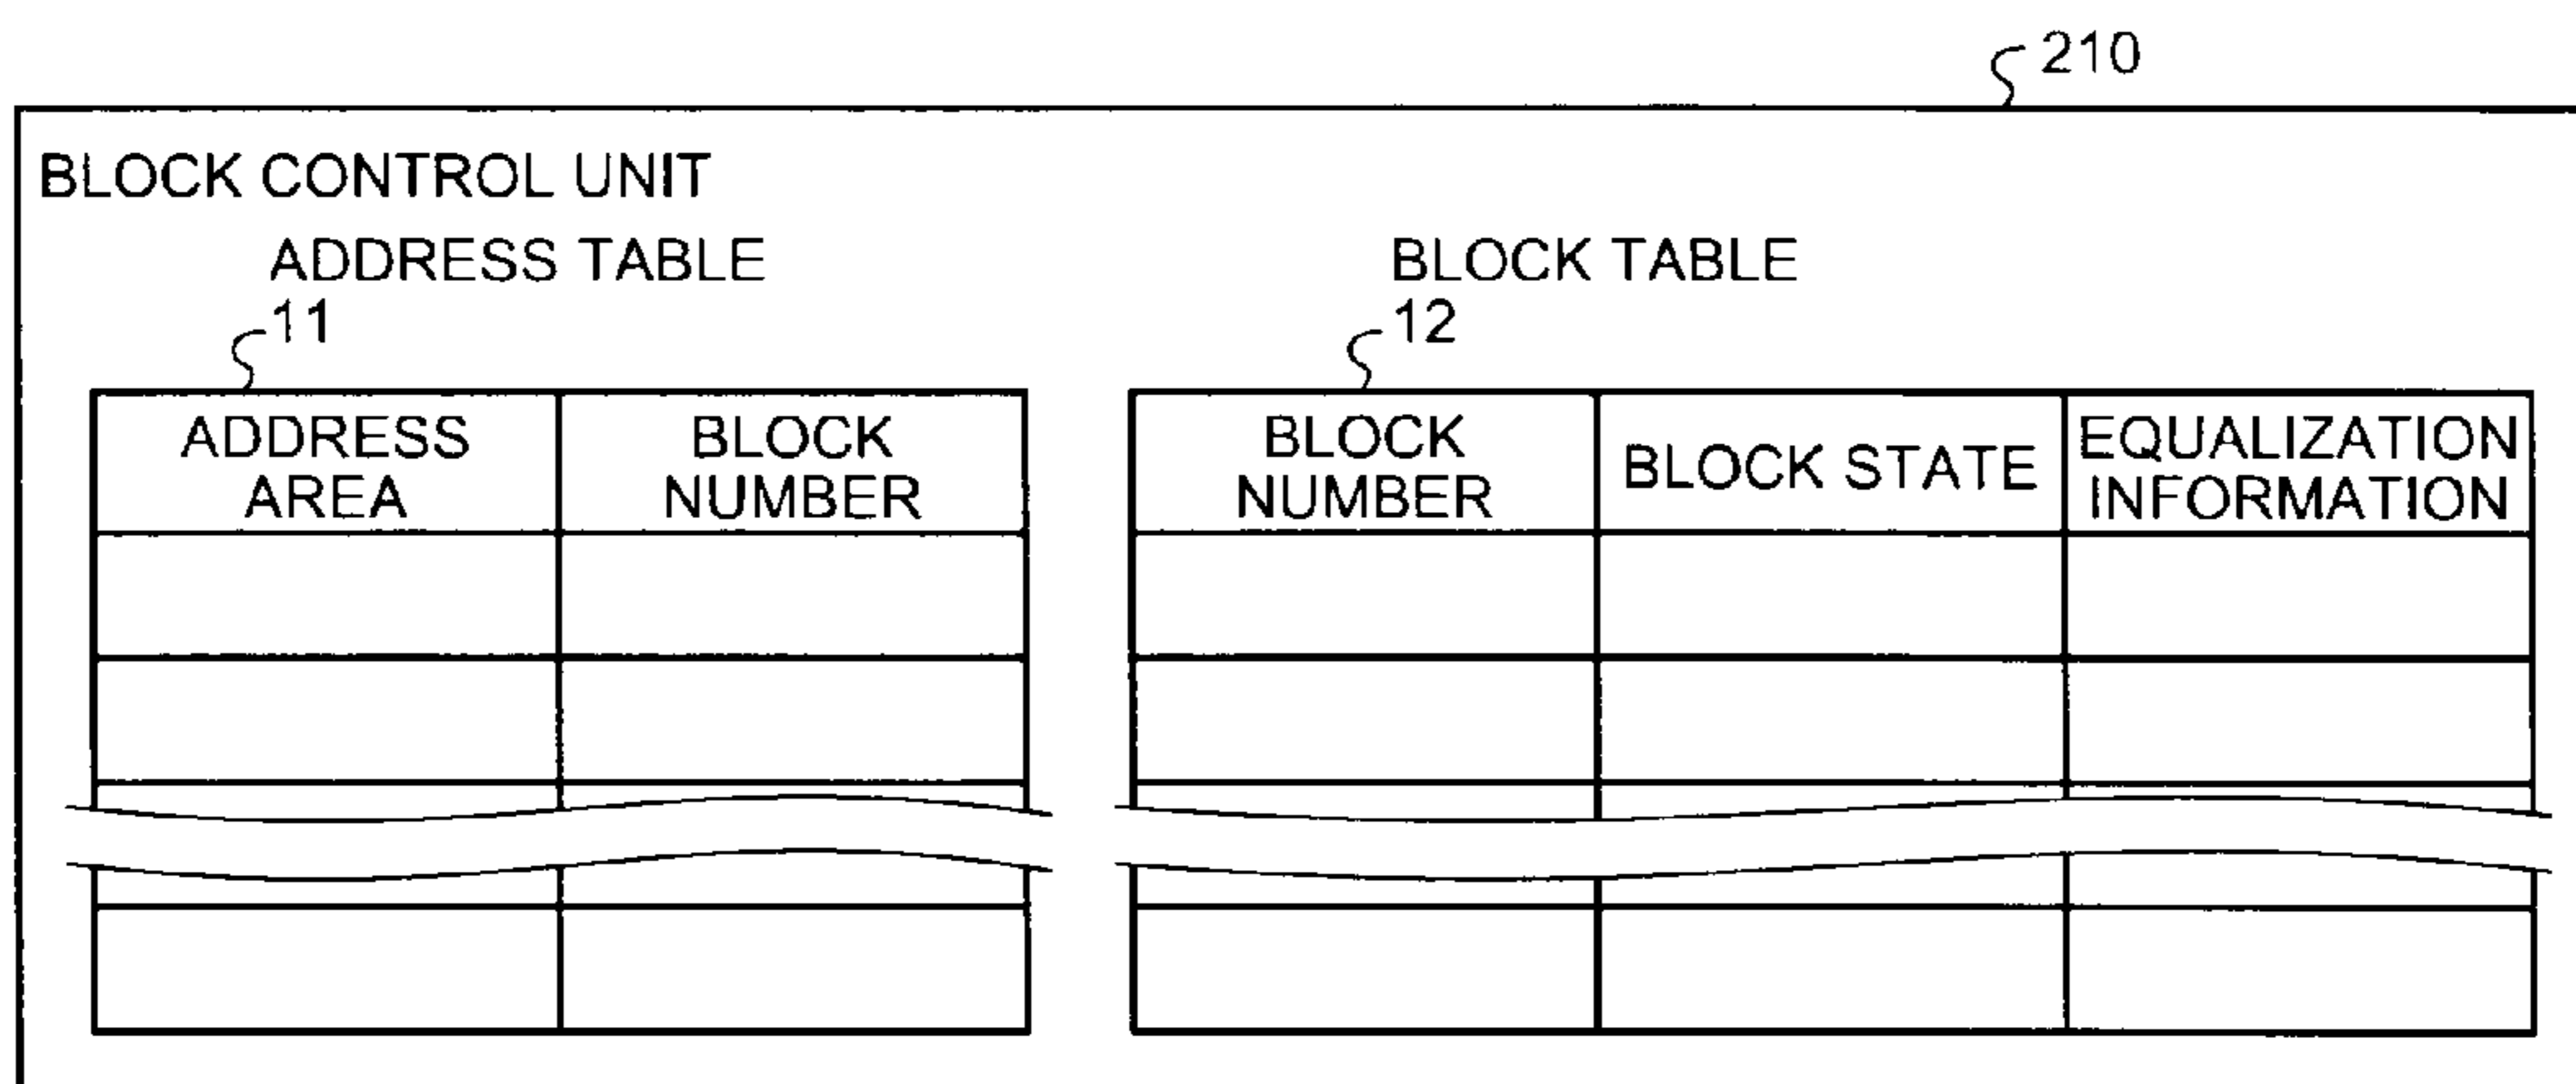 210
BLOCK CONTROL UNIT
ADDRESS TABLE
11
ADDRESS
AREA
BLOCK
NUMBER
BLOCK TABLE
12
BLOCK
NUMBER
BLOCK STATE
EQUALIZATION
INFORMATION